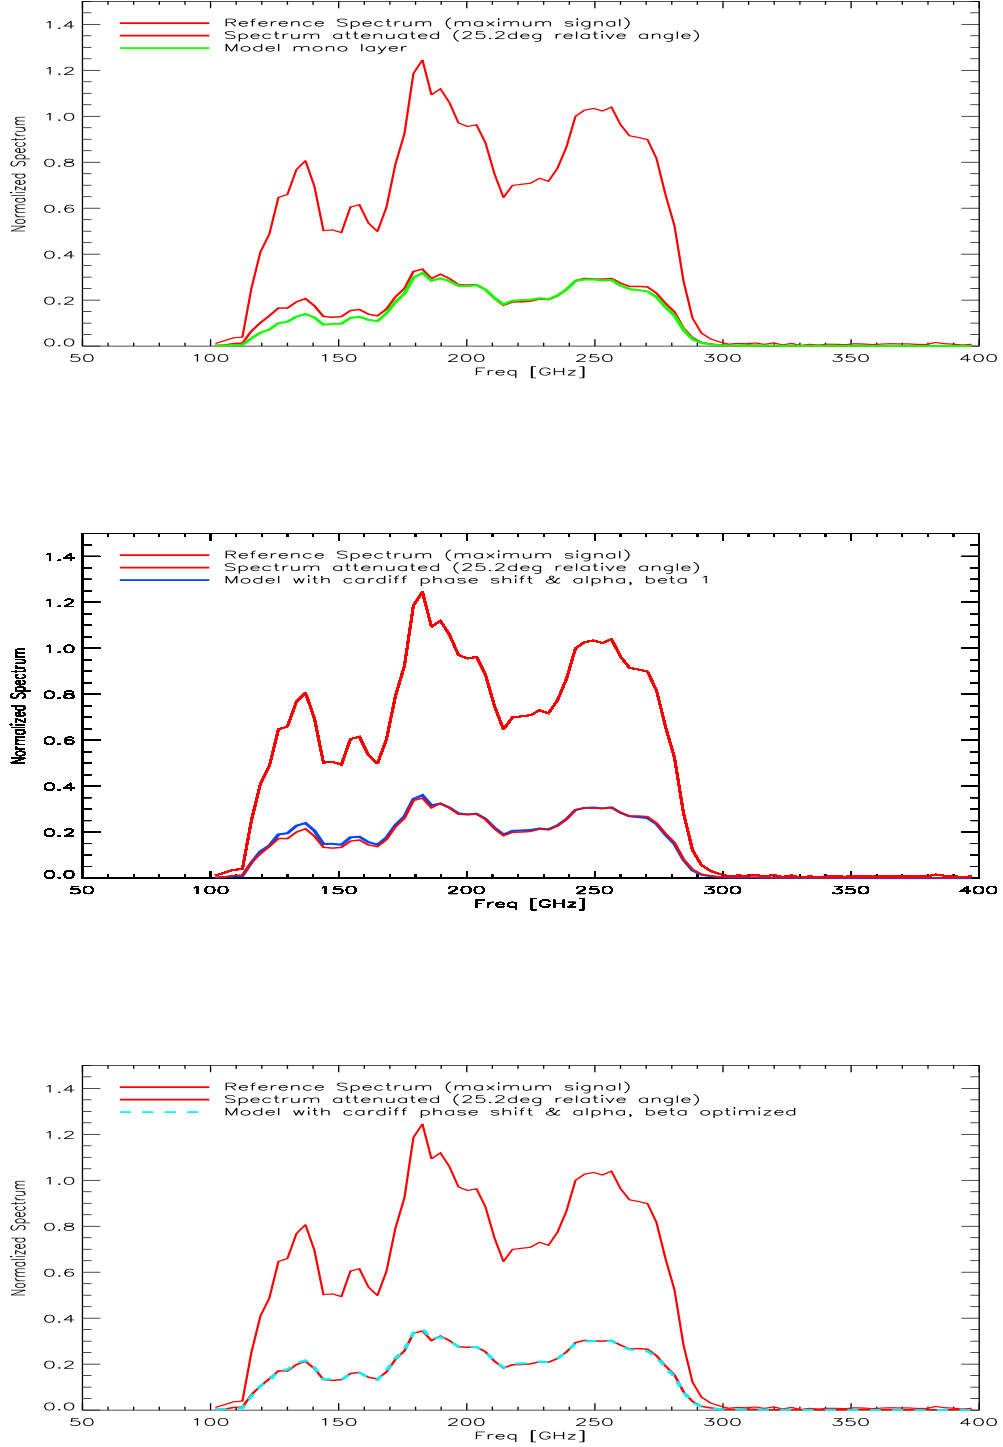 Reference Spectrum (maximum signal)
Spectrum attenuated (25.2deg relative angle)
Model mono layer
1.4
1.2
1.0
0.8
0.6
0.4
0.2
0.0
Normalized Spectrum
50 100 150 200 250 300 350 400
Freq [GHz]
Reference Spectrum (maximum signal)
Spectrum attenuated (25.2deg relative angle)
Model with cardiff phase shift & alpha, beta 1
1.4
1.2
1.0
0.8
0.6
0.4
0.2
0.0
Normalized Spectrum
50 100 150 200 250 300 350 400
Freq [GHz]
Reference Spectrum (maximum signal)
Spectrum attenuated (25.2deg relative angle)
Model with cardiff phase shift & alpha, beta optimized
1.4
1.2
1.0
0.8
0.6
0.4
0.2
0.0
Normalized Spectrum
50 100 150 200 250 300 350 400
Freq [GHz]